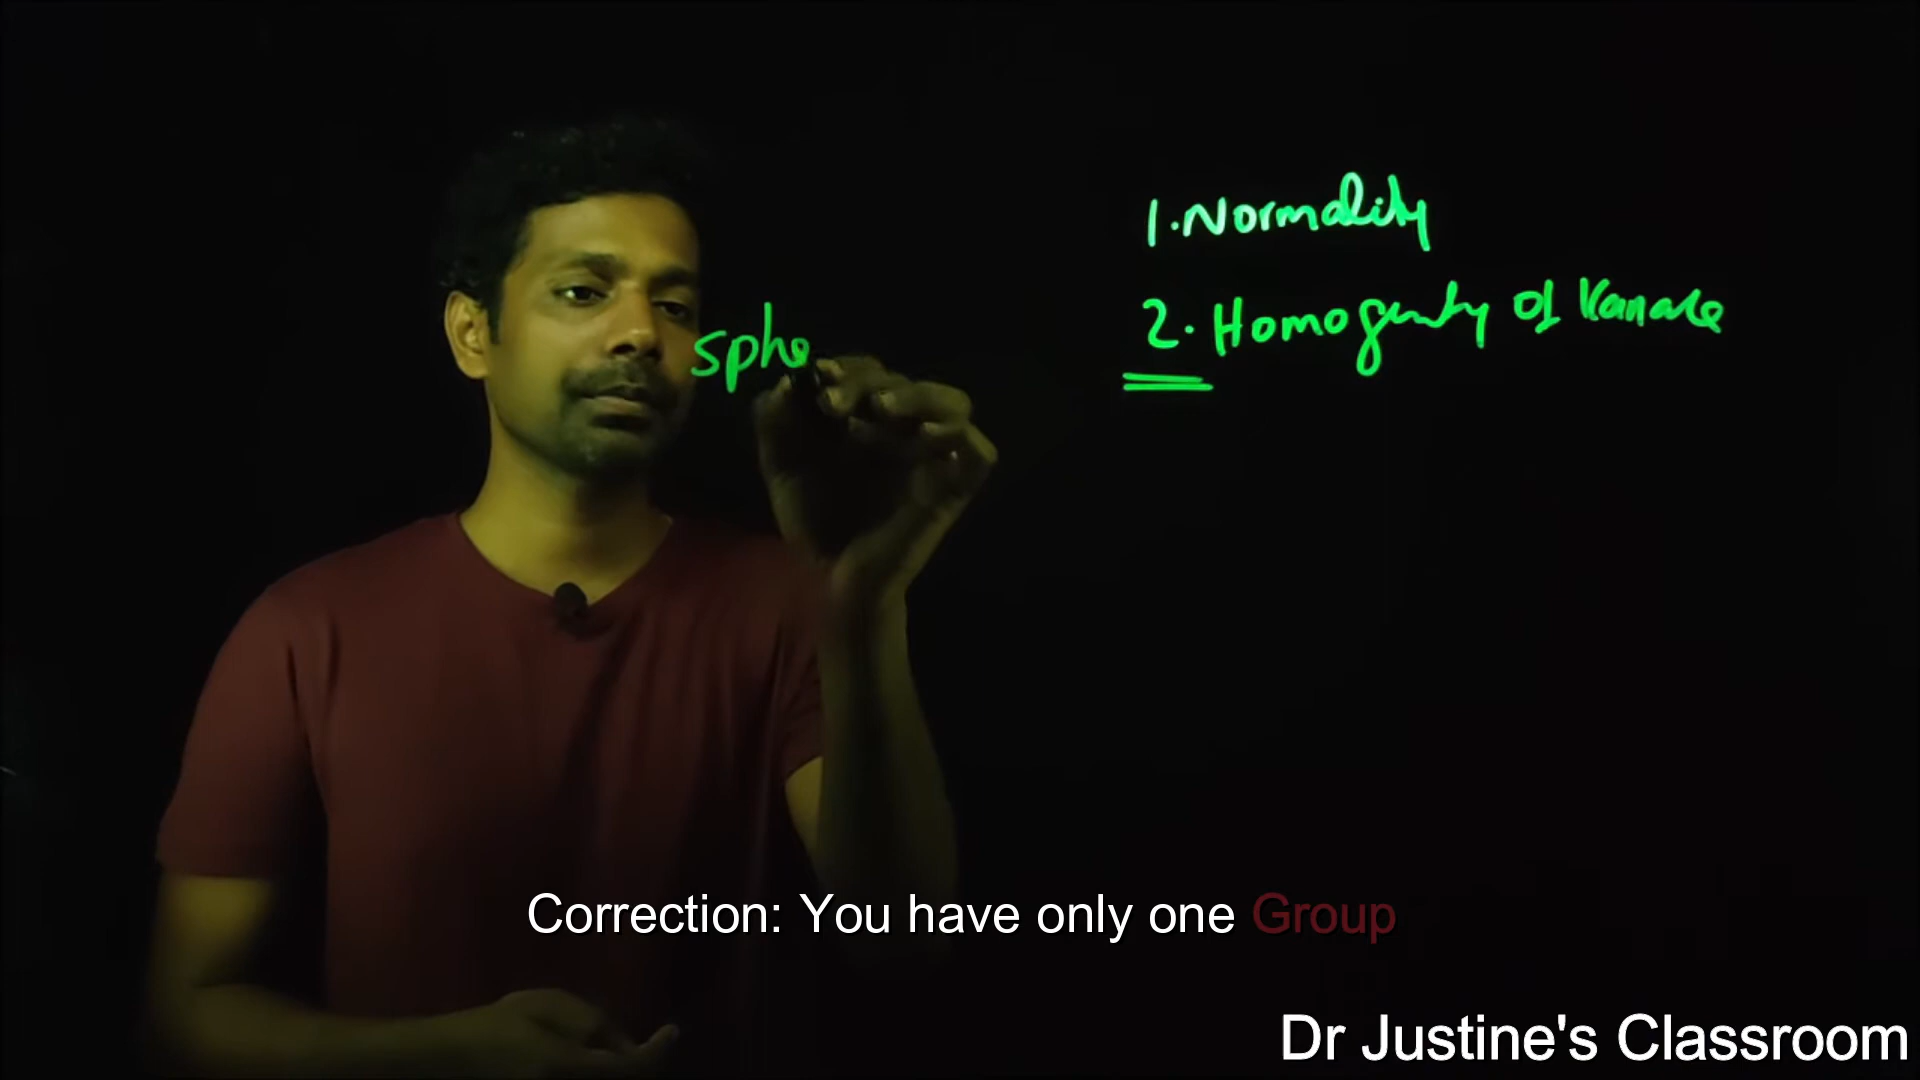 1. Normality
2. Homogenity of Variance
sphe
Correction: You have only one Group
Dr Justine's Classroom